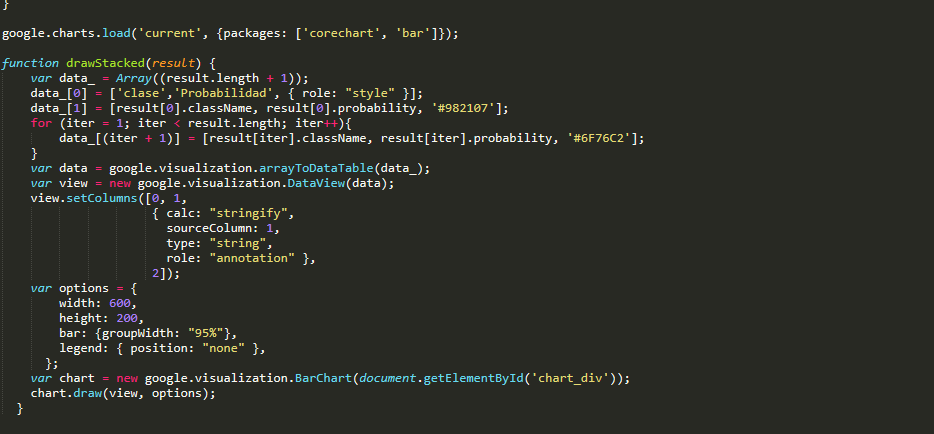 }
google.charts.load('current', {packages: ['corechart', 'bar']});
function drawStacked(result) {
var data_ = Array((result.length + 1));
data_[0] = ['clase','Probabilidad', { role: "style" }];
data_[1] = [result[0].className, result[0].probability, '#982107'];
for (iter = 1; iter < result.length; iter++){
data_[(iter + 1)] = [result[iter].className, result[iter].probability, '#6F76C2'];
}
var data = google.visualization.arrayToDataTable(data_);
var view = new google.visualization.DataView(data);
view.setColumns([0, 1,
{ calc: "stringify",
sourceColumn: 1,
type: "string",
role: "annotation" },
2]);
var options = {
width: 600,
height: 200,
bar: {groupWidth: "95%"},
legend: { position: "none" },
};
var chart = new google.visualization.BarChart(document.getElementById('chart_div'));
chart.draw(view, options);
}